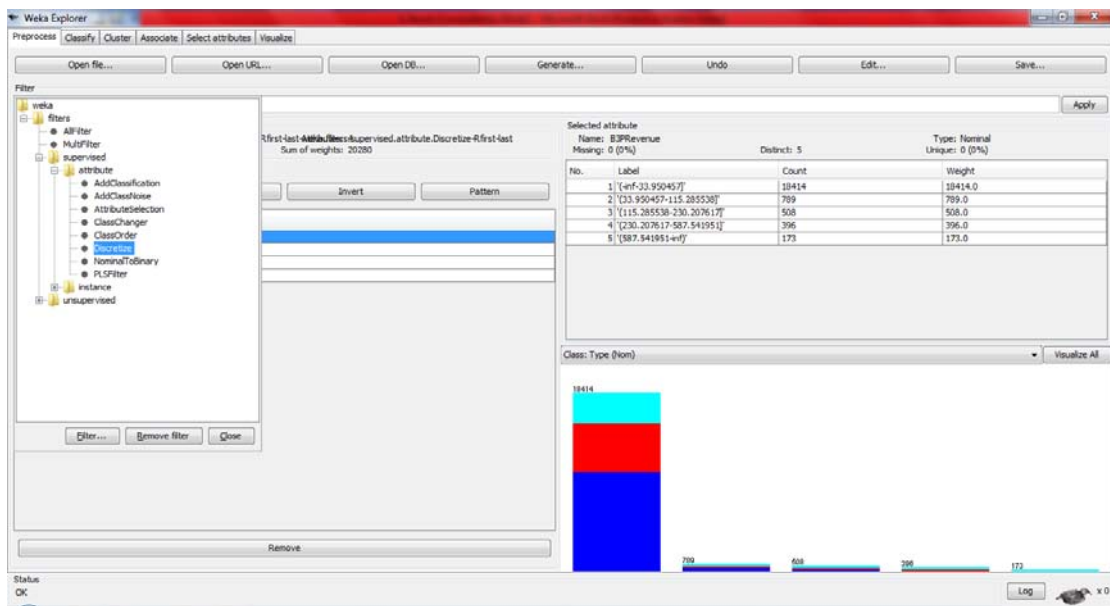 Weka Explorer
Preprocess Classify Cluster Associate Select attributes Visualize
Open file... Open URL... Open DB... Generate... Undo Edit... Save...
Filter
weka
filters
AllFilter
MultiFilter
supervised
attribute
AddClassification
AddClassNoise
AttributeSelection
ClassChanger
ClassOrder
Discretize
NominalToBinary
PLSFilter
instance
unsupervised
Filter... Remove filter Close
Apply
supervised.attribute.Discretize-Rfirst-last
Sum of weights: 20280
Invert Pattern
Remove
Selected attribute
Name: B3PRevenue Type: Nominal
Missing: 0 (0%) Distinct: 5 Unique: 0 (0%)
No. Label Count Weight
1 '(-inf-33.950457]' 18414 18414.0
2 '(33.950457-115.285538]' 789 789.0
3 '(115.285538-230.207617]' 508 508.0
4 '(230.207617-587.541951]' 396 396.0
5 '(587.541951-inf)' 173 173.0
Class: Type (Nom) Visualize All
18414
789
508
396
173
Status
OK
Log x 0